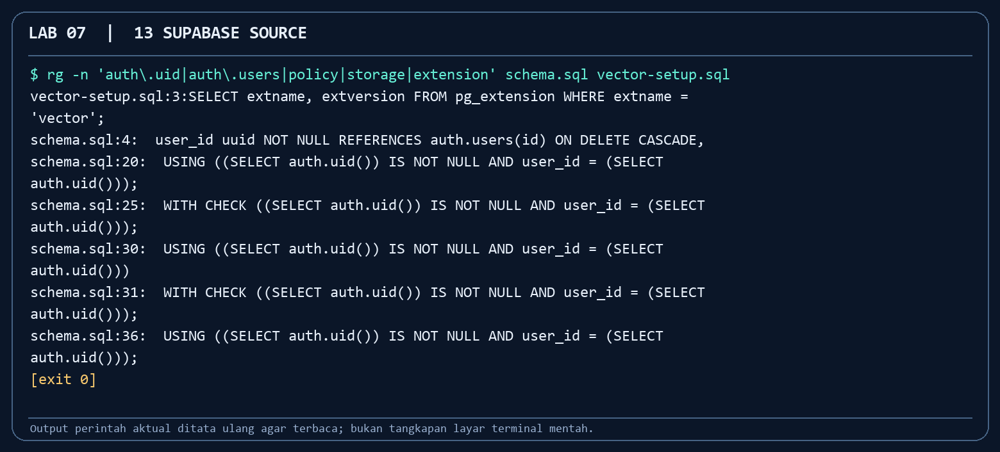 LAB 07 | 13 SUPABASE SOURCE
$ rg -n 'auth\.uid|auth\.users|policy|storage|extension' schema.sql vector-setup.sql
vector-setup.sql:3:SELECT extname, extversion FROM pg_extension WHERE extname =
'vector';
schema.sql:4:  user_id uuid NOT NULL REFERENCES auth.users(id) ON DELETE CASCADE,
schema.sql:20:  USING ((SELECT auth.uid()) IS NOT NULL AND user_id = (SELECT
auth.uid()));
schema.sql:25:  WITH CHECK ((SELECT auth.uid()) IS NOT NULL AND user_id = (SELECT
auth.uid()));
schema.sql:30:  USING ((SELECT auth.uid()) IS NOT NULL AND user_id = (SELECT
auth.uid()))
schema.sql:31:  WITH CHECK ((SELECT auth.uid()) IS NOT NULL AND user_id = (SELECT
auth.uid()));
schema.sql:36:  USING ((SELECT auth.uid()) IS NOT NULL AND user_id = (SELECT
auth.uid()));
[exit 0]
Output perintah aktual ditata ulang agar terbaca; bukan tangkapan layar terminal mentah.